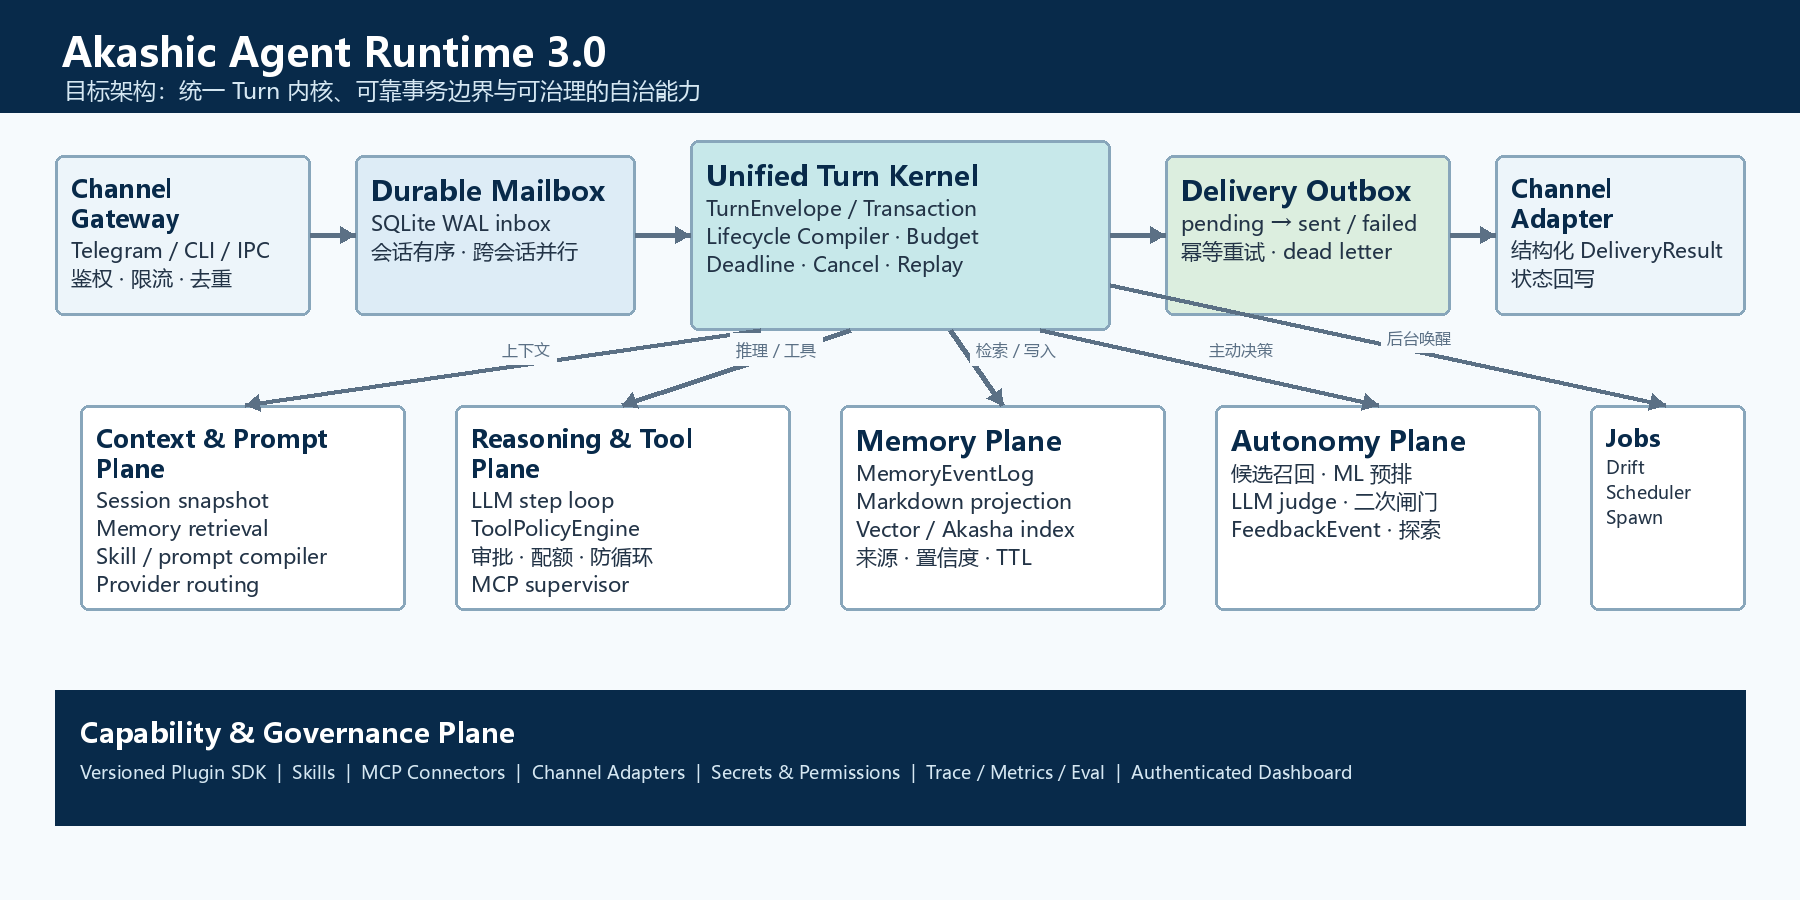 Akashic Agent Runtime 3.0
目标架构：统一 Turn 内核、可靠事务边界与可治理的自治能力
Channel
Gateway
Telegram / CLI / IPC
鉴权 · 限流 · 去重
Durable Mailbox
SQLite WAL inbox
会话有序 · 跨会话并行
Unified Turn Kernel
TurnEnvelope / Transaction
Lifecycle Compiler · Budget
Deadline · Cancel · Replay
Delivery Outbox
pending → sent / failed
幂等重试 · dead letter
Channel
Adapter
结构化 DeliveryResult
状态回写
上下文
推理 / 工具
检索 / 写入
主动决策
后台唤醒
Context & Prompt
Plane
Session snapshot
Memory retrieval
Skill / prompt compiler
Provider routing
Reasoning & Tool
Plane
LLM step loop
ToolPolicyEngine
审批 · 配额 · 防循环
MCP supervisor
Memory Plane
MemoryEventLog
Markdown projection
Vector / Akasha index
来源 · 置信度 · TTL
Autonomy Plane
候选召回 · ML 预排
LLM judge · 二次闸门
FeedbackEvent · 探索
Jobs
Drift
Scheduler
Spawn
Capability & Governance Plane
Versioned Plugin SDK | Skills | MCP Connectors | Channel Adapters | Secrets & Permissions | Trace / Metrics / Eval | Authenticated Dashboard